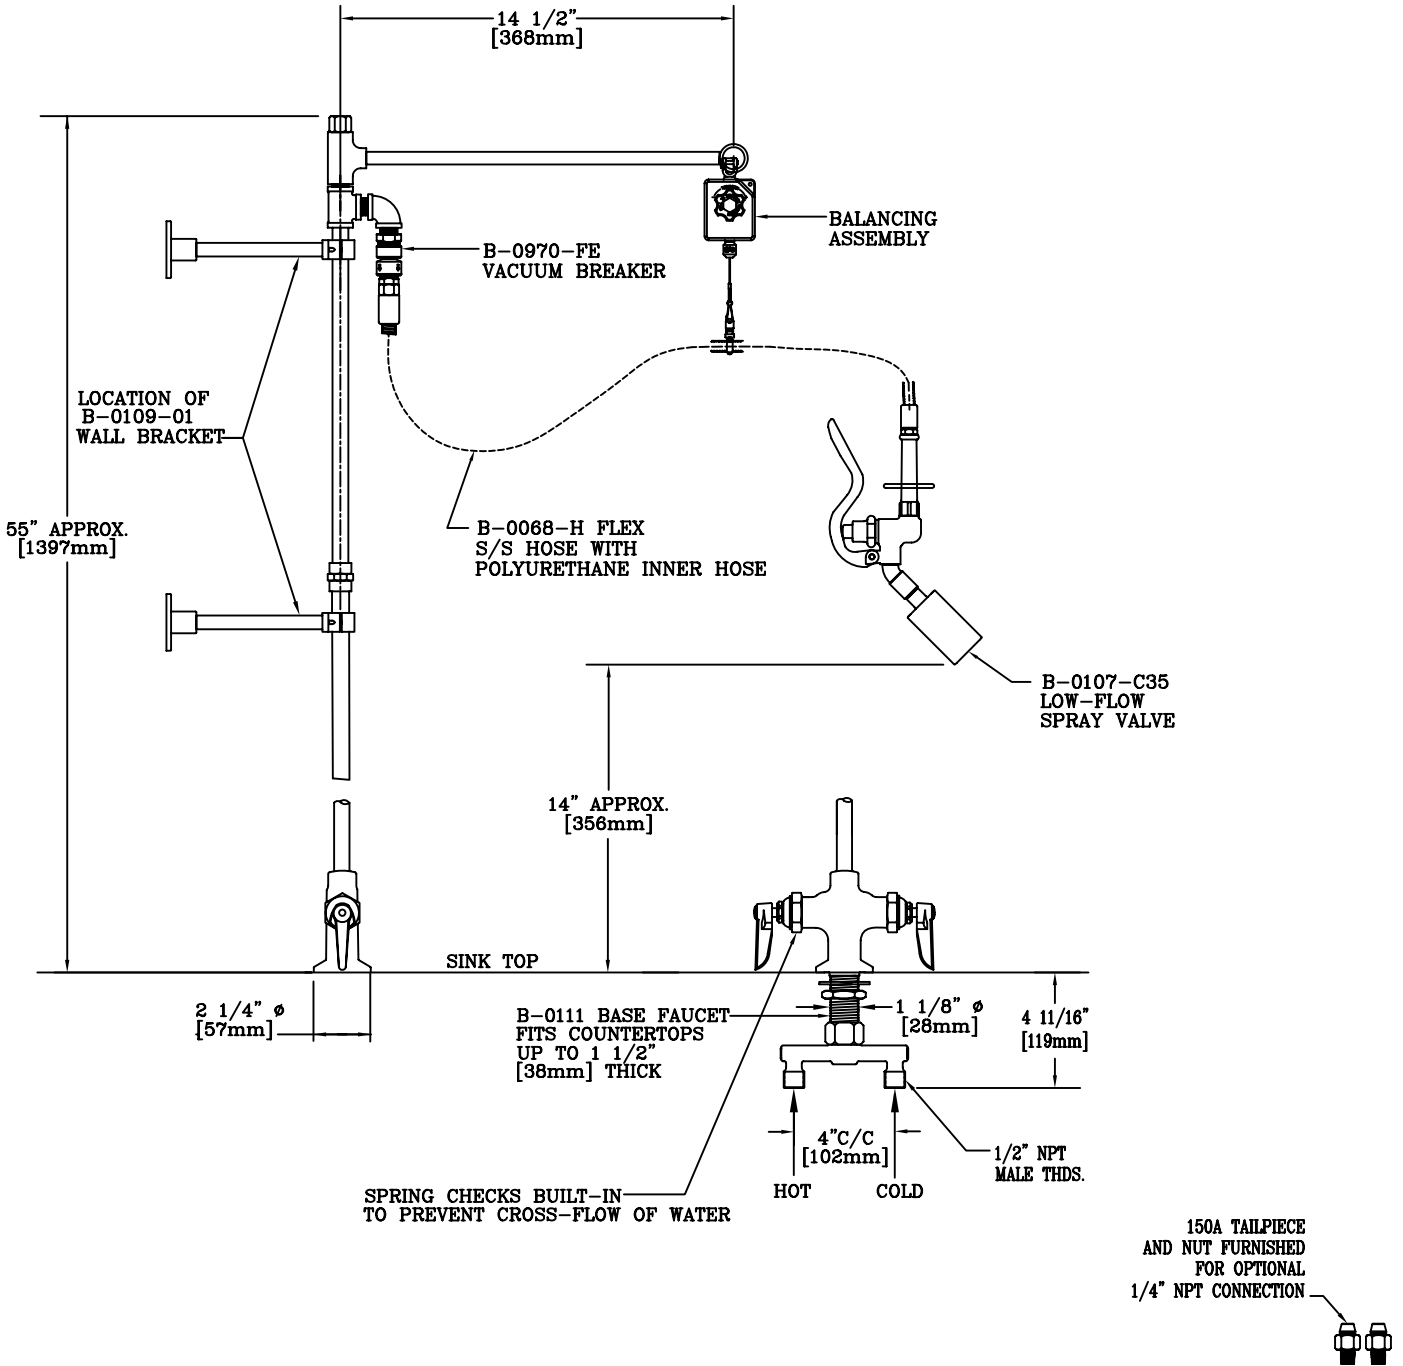 14 1/2"
[368mm]
BALANCING
ASSEMBLY
B-0970-FE
VACUUM BREAKER
LOCATION OF
B-0109-01
WALL BRACKET
55" APPROX.
[1397mm]
B-0068-H FLEX
S/S HOSE WITH
POLYURETHANE INNER HOSE
B-0107-C35
LOW-FLOW
SPRAY VALVE
14" APPROX.
[356mm]
SINK TOP
2 1/4" ø
[57mm]
B-0111 BASE FAUCET
FITS COUNTERTOPS
UP TO 1 1/2"
[38mm] THICK
1 1/8" ø
[28mm]
4 11/16"
[119mm]
4"C/C
[102mm]
HOT
COLD
1/2" NPT
MALE THDS.
SPRING CHECKS BUILT-IN
TO PREVENT CROSS-FLOW OF WATER
150A TAILPIECE
AND NUT FURNISHED
FOR OPTIONAL
1/4" NPT CONNECTION